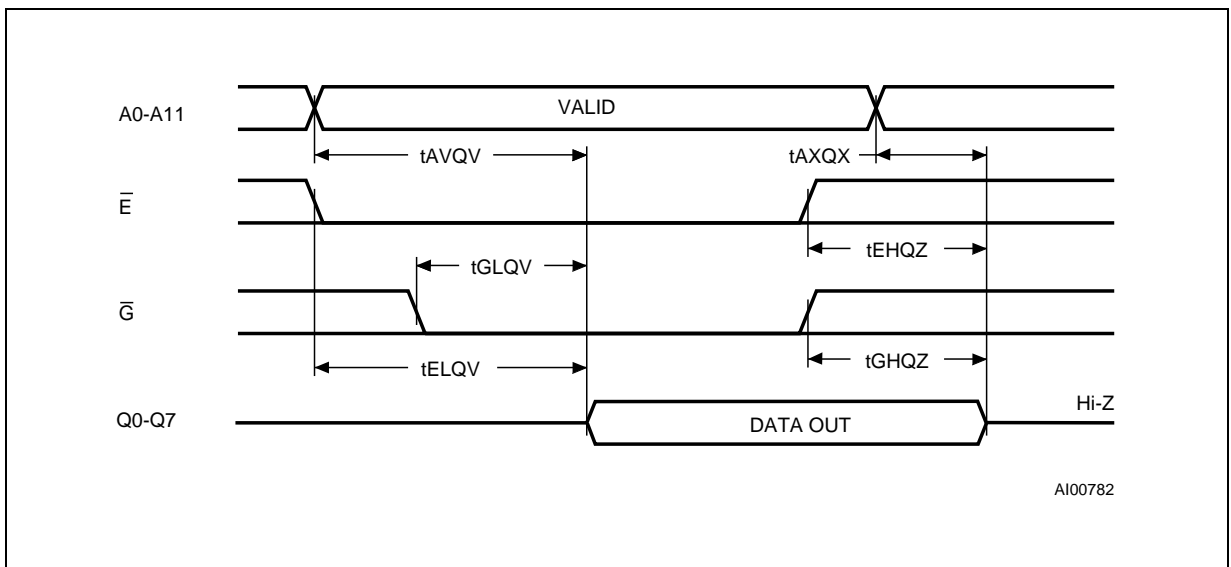 A0-A11
VALID
tAVQV
tAXQX
E̅
tEHQZ
tGLQV
G̅
tGHQZ
tELQV
Hi-Z
Q0-Q7
DATA OUT
AI00782